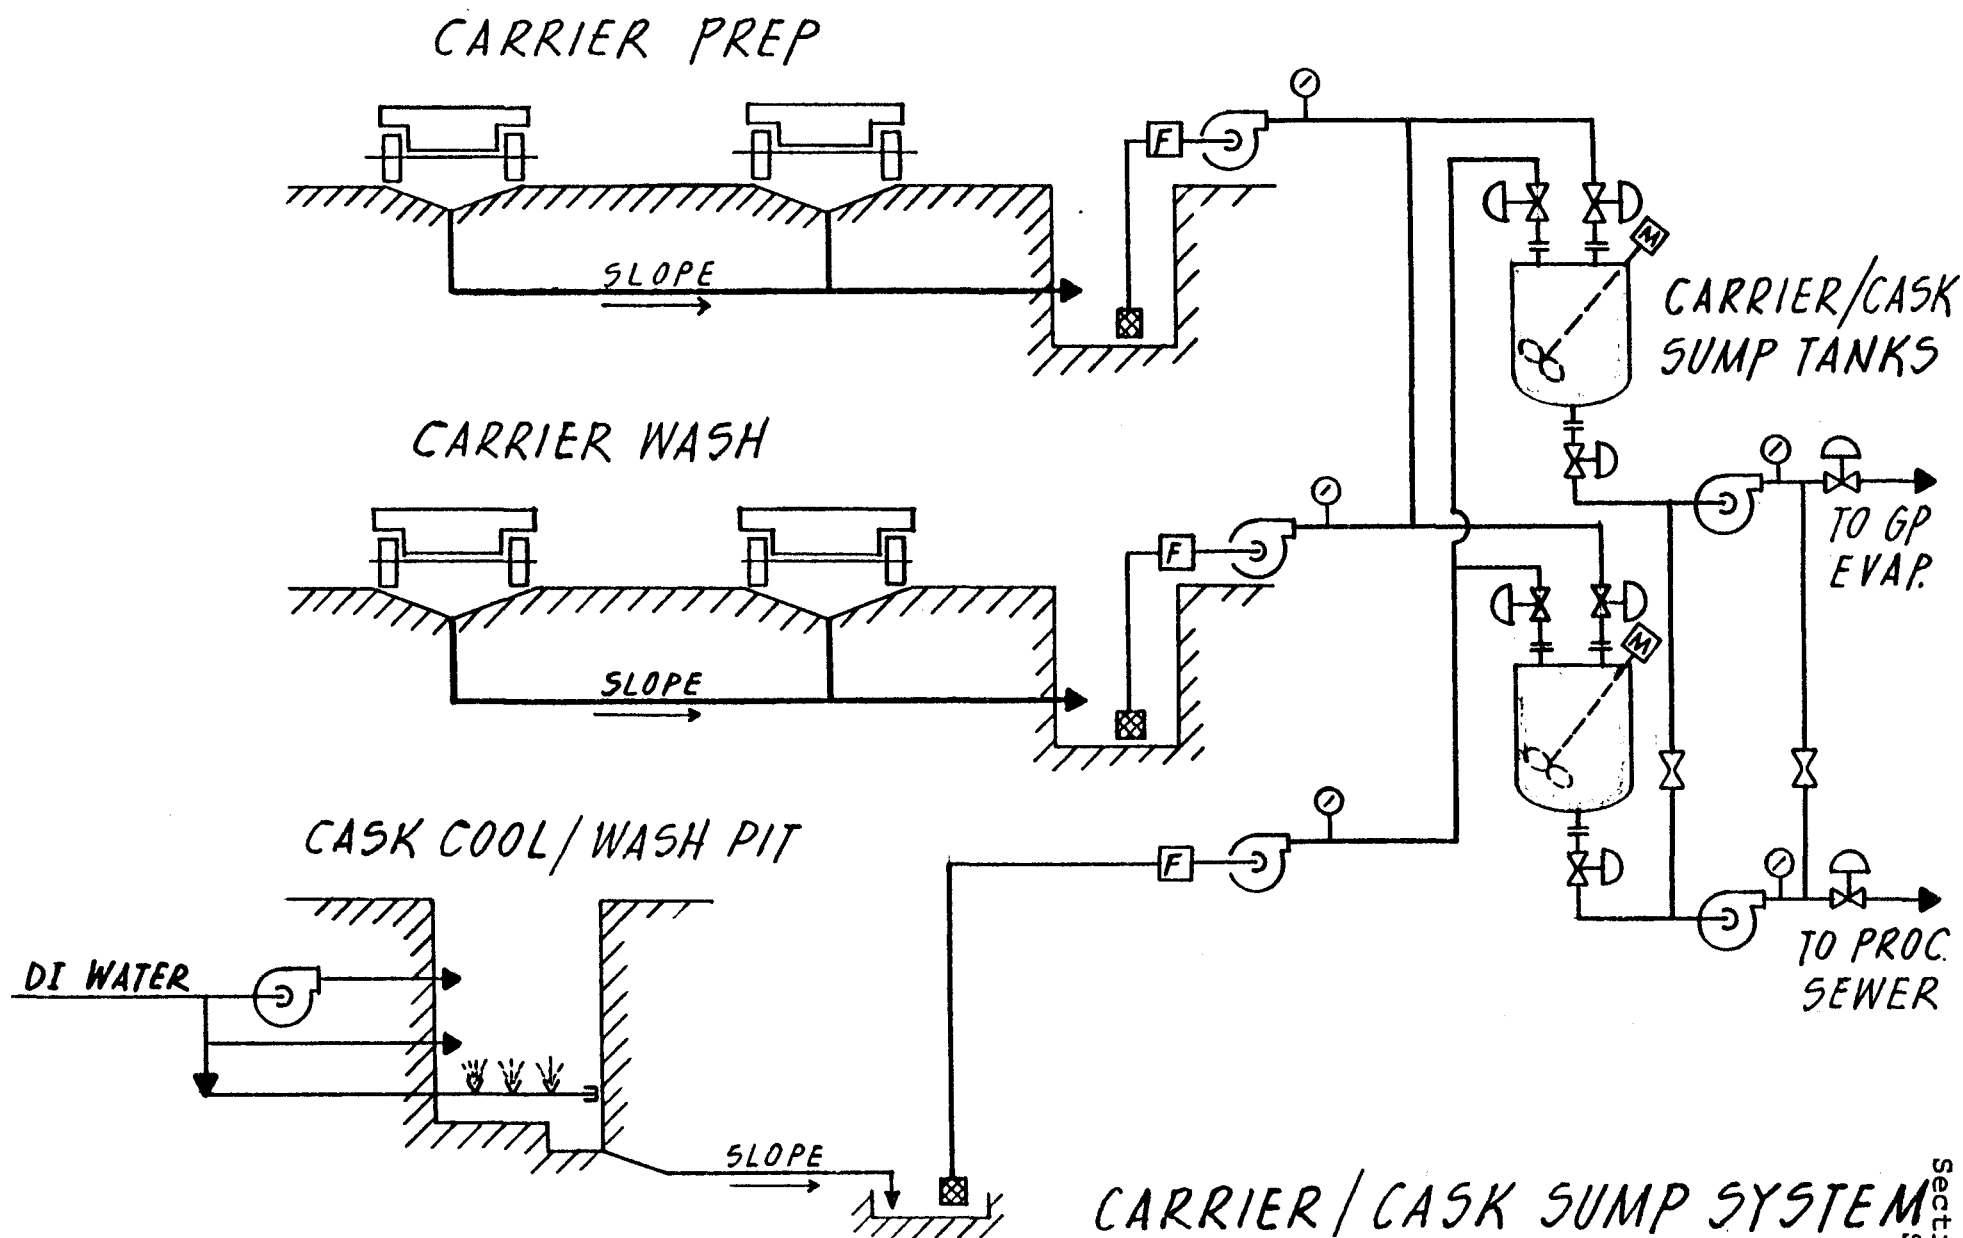 CARRIER PREP
F
M
SLOPE
CARRIER/CASK
SUMP TANKS
CARRIER WASH
F
TO GP
EVAP.
M
SLOPE
CASK COOL/WASH PIT
F
TO PROC.
SEWER
DI WATER
SLOPE
CARRIER/CASK SUMP SYSTEM